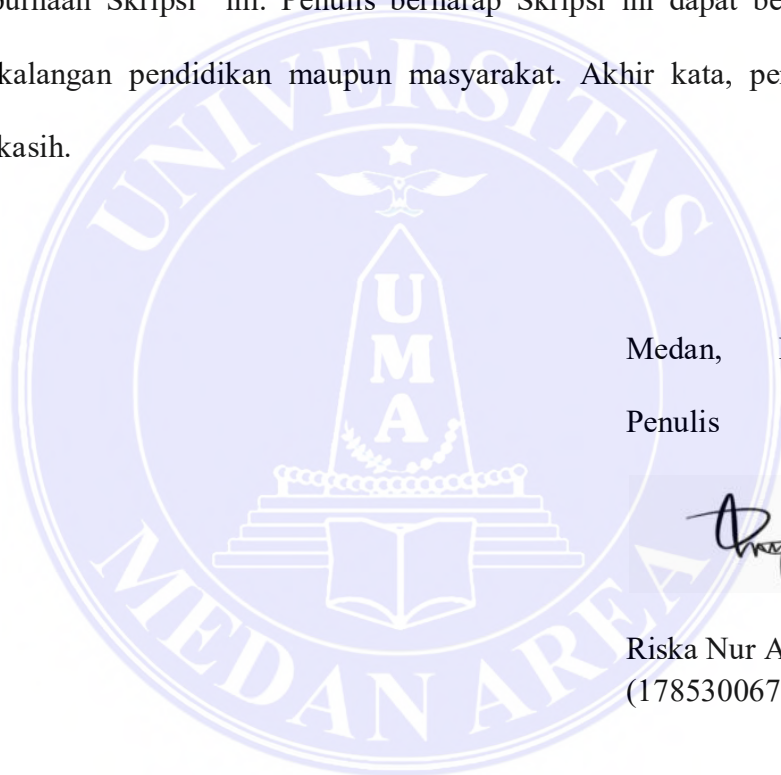 Skripsi ini. Penulis berharap Skripsi ini dapat
kalangan pendidikan maupun masyarakat. Akhir kata,
kasih.
UNIVERSITAS
UMA
Medan,
Penulis
MEDAN AREA
Riska Nur A
(178530067